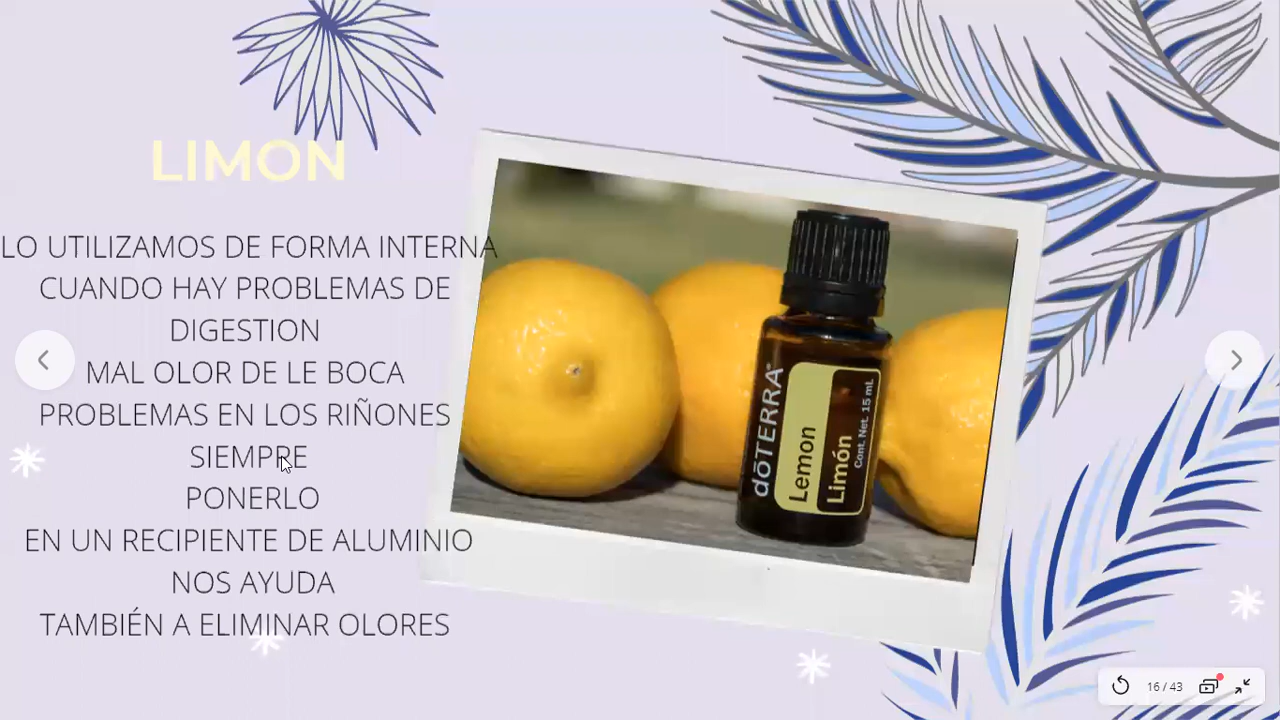 LIMON
LO UTILIZAMOS DE FORMA INTERNA
CUANDO HAY PROBLEMAS DE
DIGESTION
MAL OLOR DE LE BOCA
PROBLEMAS EN LOS RIÑONES
SIEMPRE
PONERLO
EN UN RECIPIENTE DE ALUMINIO
NOS AYUDA
TAMBIÉN A ELIMINAR OLORES
dōTERRA
Lemon
Limón
Cont. Net. 15 mL
16 / 43